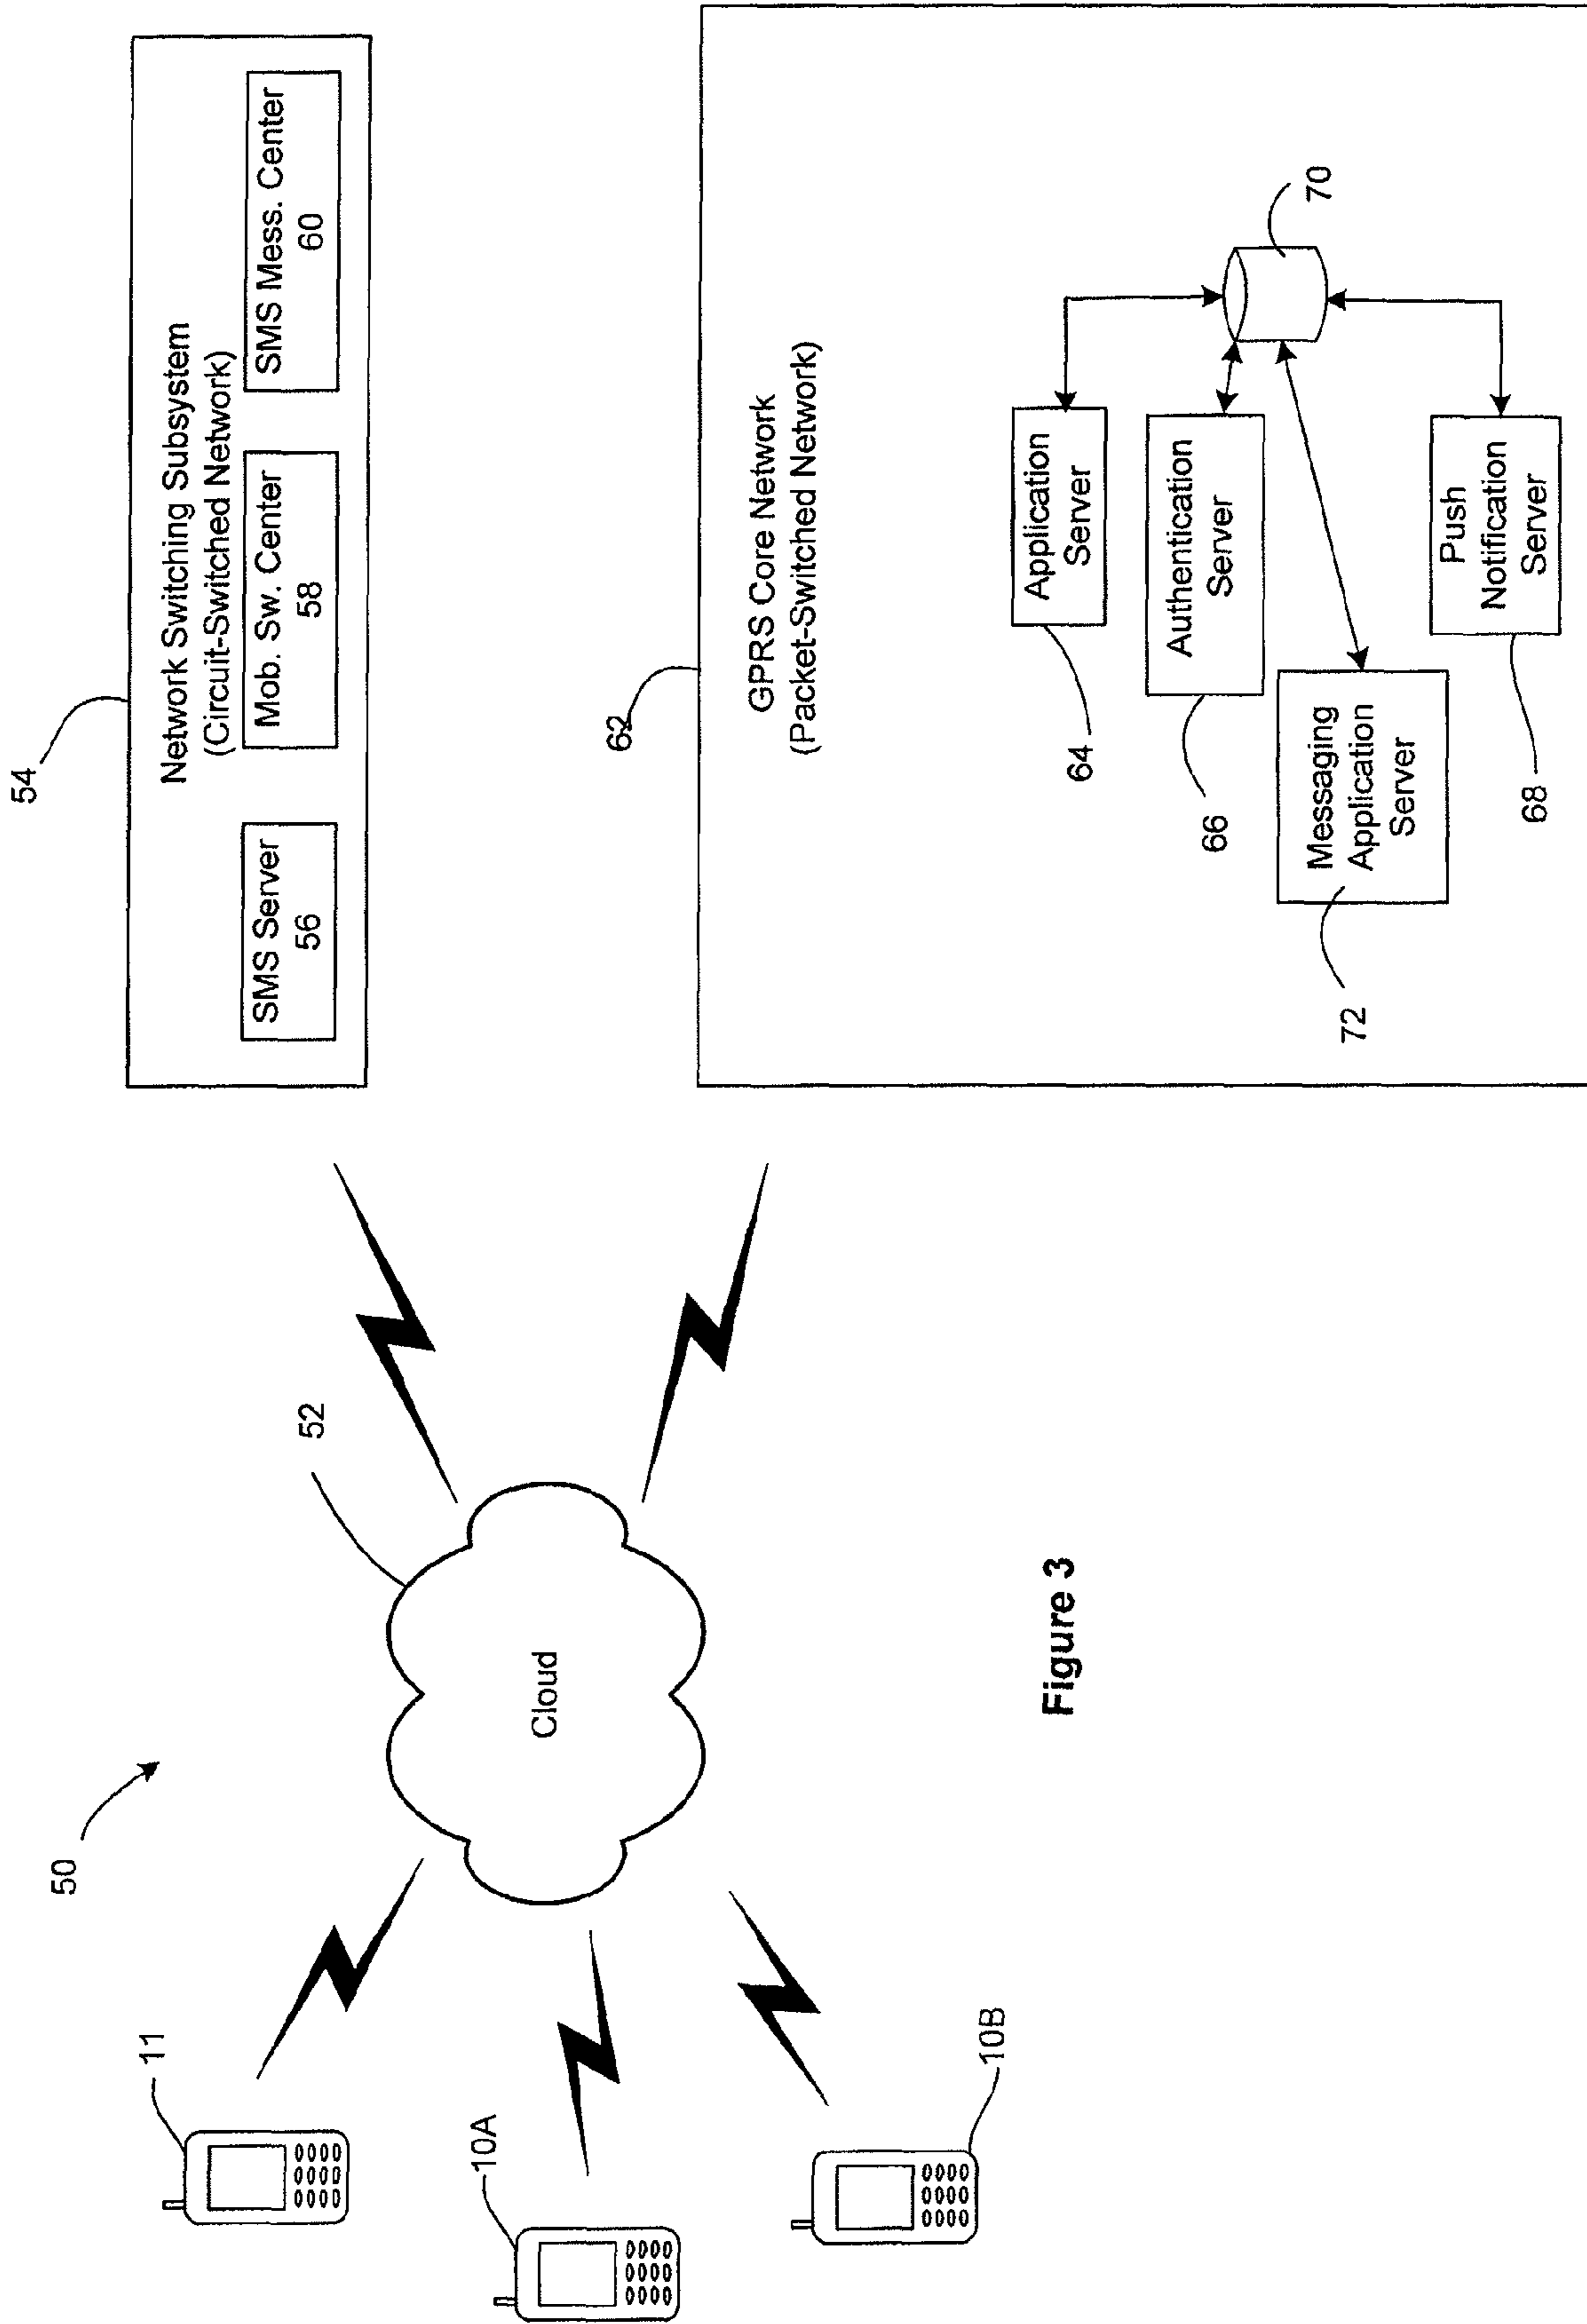 50
11
10A
10B
52
Cloud
54
Network Switching Subsystem
(Circuit-Switched Network)
SMS Server
56
Mob. Sw. Center
58
SMS Mess. Center
60
62
GPRS Core Network
(Packet-Switched Network)
64
Application
Server
66
Authentication
Server
72
Messaging
Application
Server
68
Push
Notification
Server
70
Figure 3